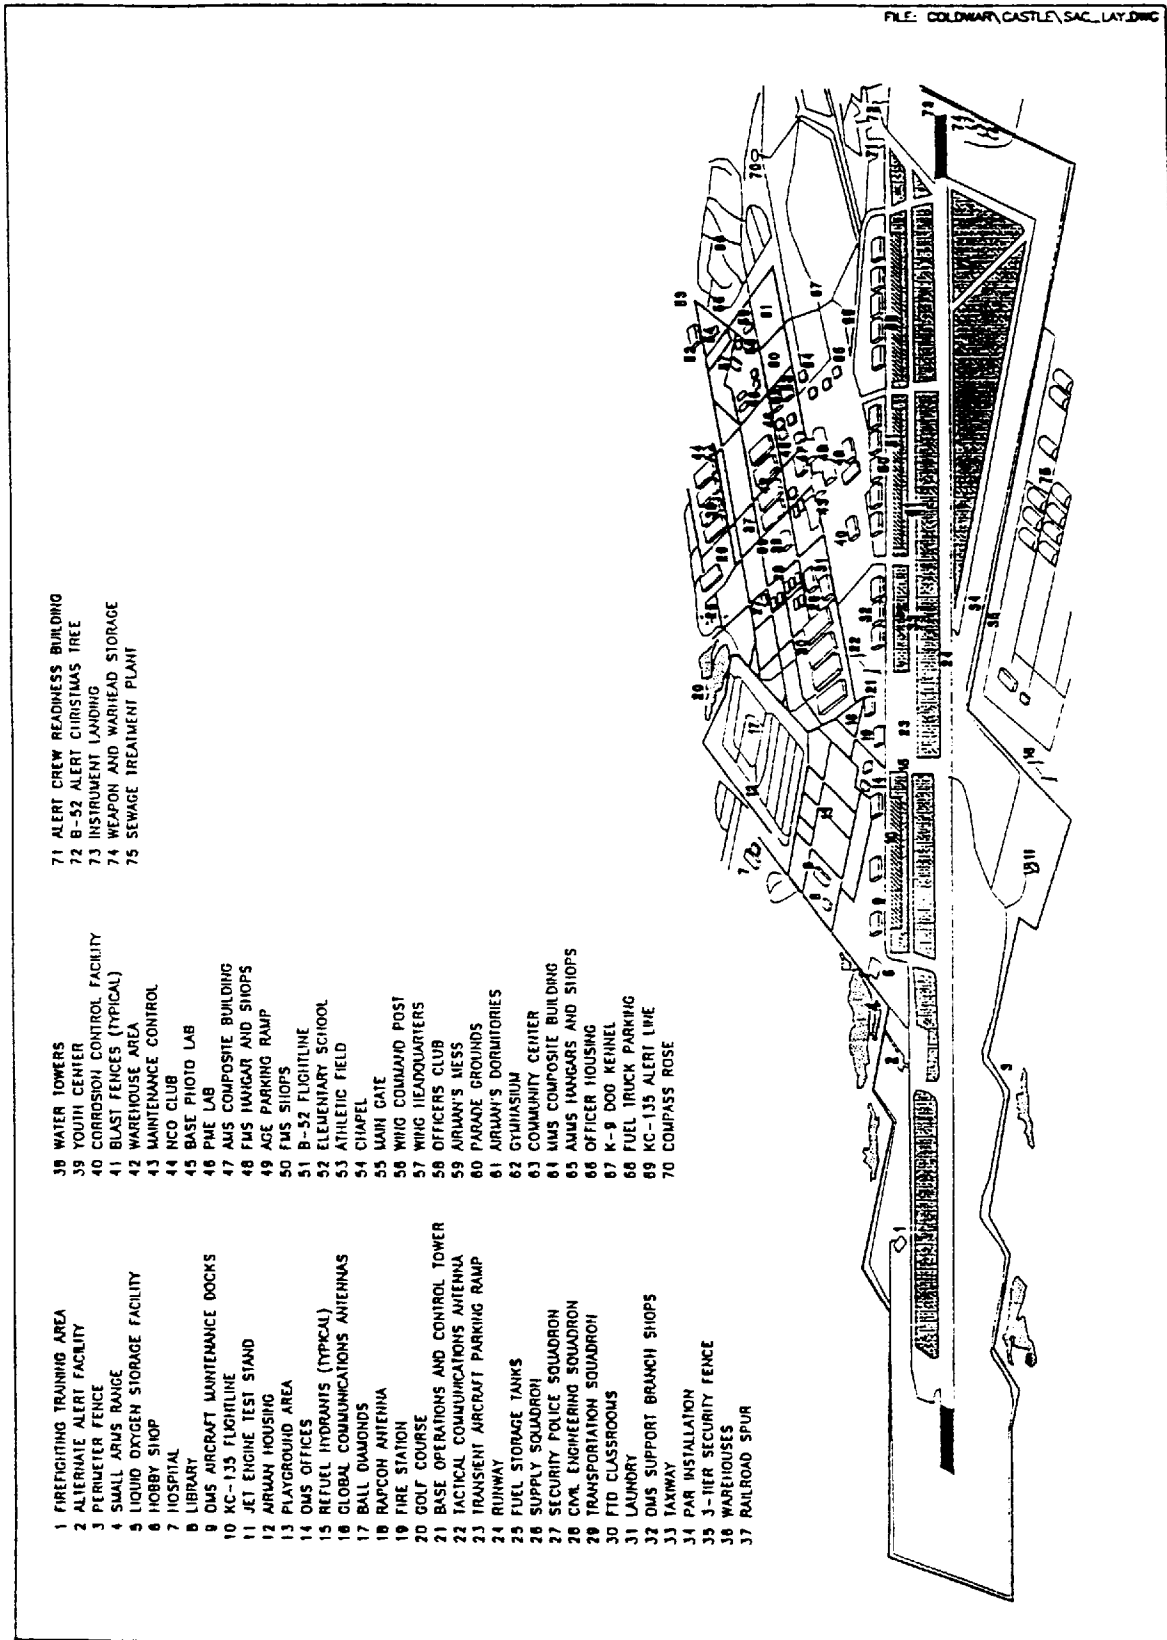 FILE: COLDWAR\CASTLE\SAC_LAY.DWG
1 FIREFIGHTING TRAINING AREA
2 ALTERNATE ALERT FACILITY
3 PERIMETER FENCE
4 SMALL ARMS RANGE
5 LIQUID OXYGEN STORAGE FACILITY
6 HOBBY SHOP
7 HOSPITAL
8 LIBRARY
9 OMS AIRCRAFT MAINTENANCE DOCKS
10 KC-135 FLIGHTLINE
11 JET ENGINE TEST STAND
12 AIRMAN HOUSING
13 PLAYGROUND AREA
14 OMS OFFICES
15 REFUEL HYDRANTS (TYPICAL)
16 GLOBAL COMMUNICATIONS ANTENNAS
17 BALL DIAMONDS
18 RAPCON ANTENNA
19 FIRE STATION
20 GOLF COURSE
21 BASE OPERATIONS AND CONTROL TOWER
22 TACTICAL COMMUNICATIONS ANTENNA
23 TRANSIENT AIRCRAFT PARKING RAMP
24 RUNWAY
25 FUEL STORAGE TANKS
26 SUPPLY SQUADRON
27 SECURITY POLICE SQUADRON
28 CIVIL ENGINEERING SQUADRON
29 TRANSPORTATION SQUADRON
30 FTD CLASSROOMS
31 LAUNDRY
32 OMS SUPPORT BRANCH SHOPS
33 TAXIWAY
34 PAR INSTALLATION
35 3-TIER SECURITY FENCE
36 WAREHOUSES
37 RAILROAD SPUR
38 WATER TOWERS
39 YOUTH CENTER
40 CORROSION CONTROL FACILITY
41 BLAST FENCES (TYPICAL)
42 WAREHOUSE AREA
43 MAINTENANCE CONTROL
44 NCO CLUB
45 BASE PHOTO LAB
46 PME LAB
47 AMS COMPOSITE BUILDING
48 FMS HANGAR AND SHOPS
49 AGE PARKING RAMP
50 FMS SHOPS
51 B-52 FLIGHTLINE
52 ELEMENTARY SCHOOL
53 ATHLETIC FIELD
54 CHAPEL
55 MAIN GATE
56 WING COMMAND POST
57 WING HEADQUARTERS
58 OFFICERS CLUB
59 AIRMAN'S MESS
60 PARADE GROUNDS
61 AIRMAN'S DORMITORIES
62 GYMNASIUM
63 COMMUNITY CENTER
64 MMS COMPOSITE BUILDING
65 AMMS HANGARS AND SHOPS
66 OFFICER HOUSING
67 K-9 DOG KENNEL
68 FUEL TRUCK PARKING
69 KC-135 ALERT LINE
70 COMPASS ROSE
71 ALERT CREW READINESS BUILDING
72 B-52 ALERT CHRISTMAS TREE
73 INSTRUMENT LANDING
74 WEAPON AND WARHEAD STORAGE
75 SEWAGE TREATMENT PLANT